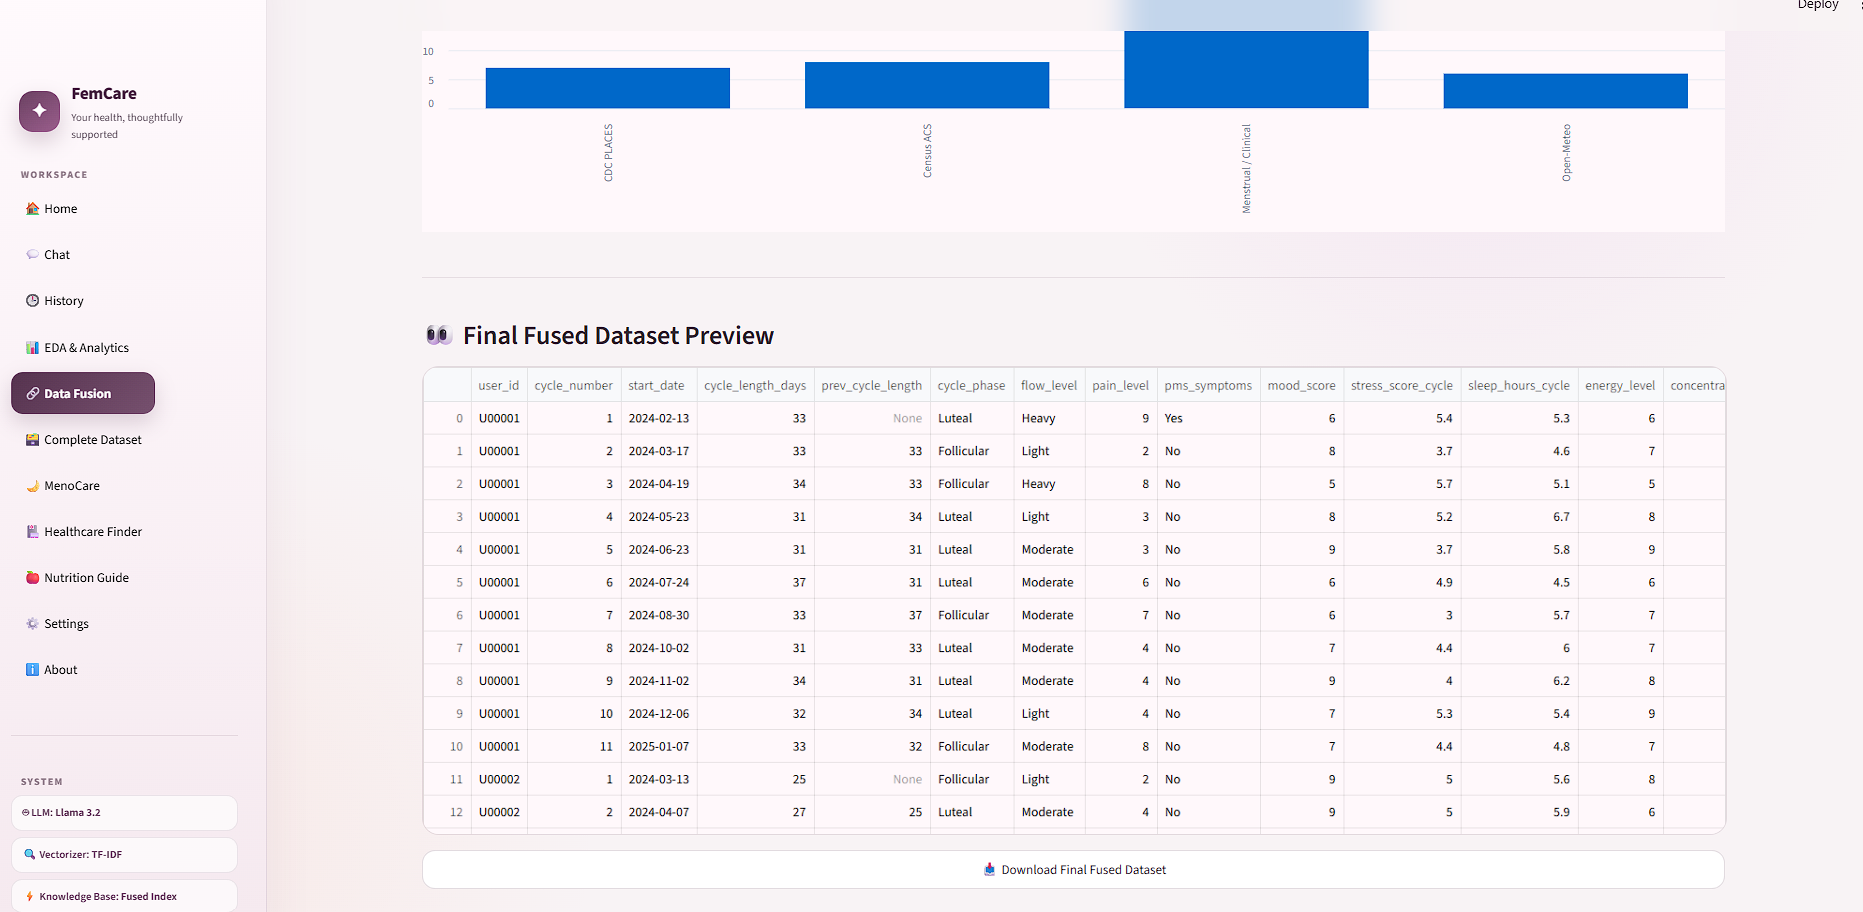 Deploy
FemCare
Your health, thoughtfully
supported
WORKSPACE
Home
Chat
History
EDA & Analytics
Data Fusion
Complete Dataset
MenoCare
Healthcare Finder
Nutrition Guide
Settings
About
SYSTEM
LLM: Llama 3.2
Vectorizer: TF-IDF
Knowledge Base: Fused Index
10
5
0
CDC PLACES
Census ACS
Menstrual / Clinical
Open-Meteo
Final Fused Dataset Preview
user_id cycle_number start_date cycle_length_days prev_cycle_length cycle_phase flow_level pain_level pms_symptoms mood_score stress_score_cycle sleep_hours_cycle energy_level concentra
0 U00001 1 2024-02-13 33 None Luteal Heavy 9 Yes 6 5.4 5.3 6
1 U00001 2 2024-03-17 33 33 Follicular Light 2 No 8 3.7 4.6 7
2 U00001 3 2024-04-19 34 33 Follicular Heavy 8 No 5 5.7 5.1 5
3 U00001 4 2024-05-23 31 34 Luteal Light 3 No 8 5.2 6.7 8
4 U00001 5 2024-06-23 31 31 Luteal Moderate 3 No 9 3.7 5.8 9
5 U00001 6 2024-07-24 37 31 Luteal Moderate 6 No 6 4.9 4.5 6
6 U00001 7 2024-08-30 33 37 Follicular Moderate 7 No 6 3 5.7 7
7 U00001 8 2024-10-02 31 33 Luteal Moderate 4 No 7 4.4 6 7
8 U00001 9 2024-11-02 34 31 Luteal Moderate 4 No 9 4 6.2 8
9 U00001 10 2024-12-06 32 34 Luteal Light 4 No 7 5.3 5.4 9
10 U00001 11 2025-01-07 33 32 Follicular Moderate 8 No 7 4.4 4.8 7
11 U00002 1 2024-03-13 25 None Follicular Light 2 No 9 5 5.6 8
12 U00002 2 2024-04-07 27 25 Luteal Moderate 4 No 9 5 5.9 6
Download Final Fused Dataset